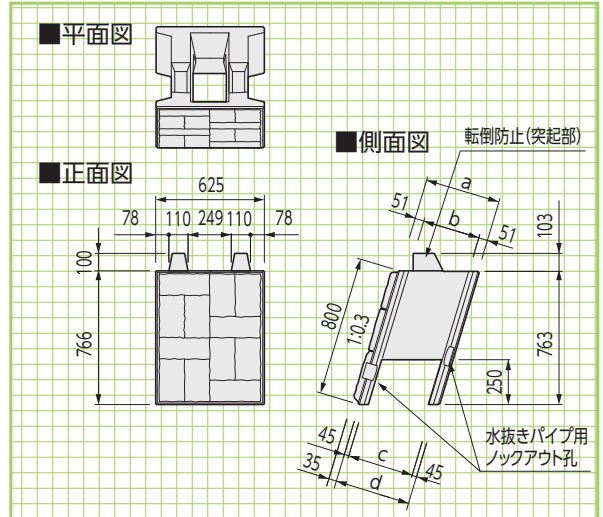 ■平面図
■正面図
625
78 110 249 110 78
100
766
■側面図
転倒防止(突起部)
a
51 b 51
103
800
1:0.3
763
250
45 c 45
35 d
水抜きパイプ用
ノックアウト孔